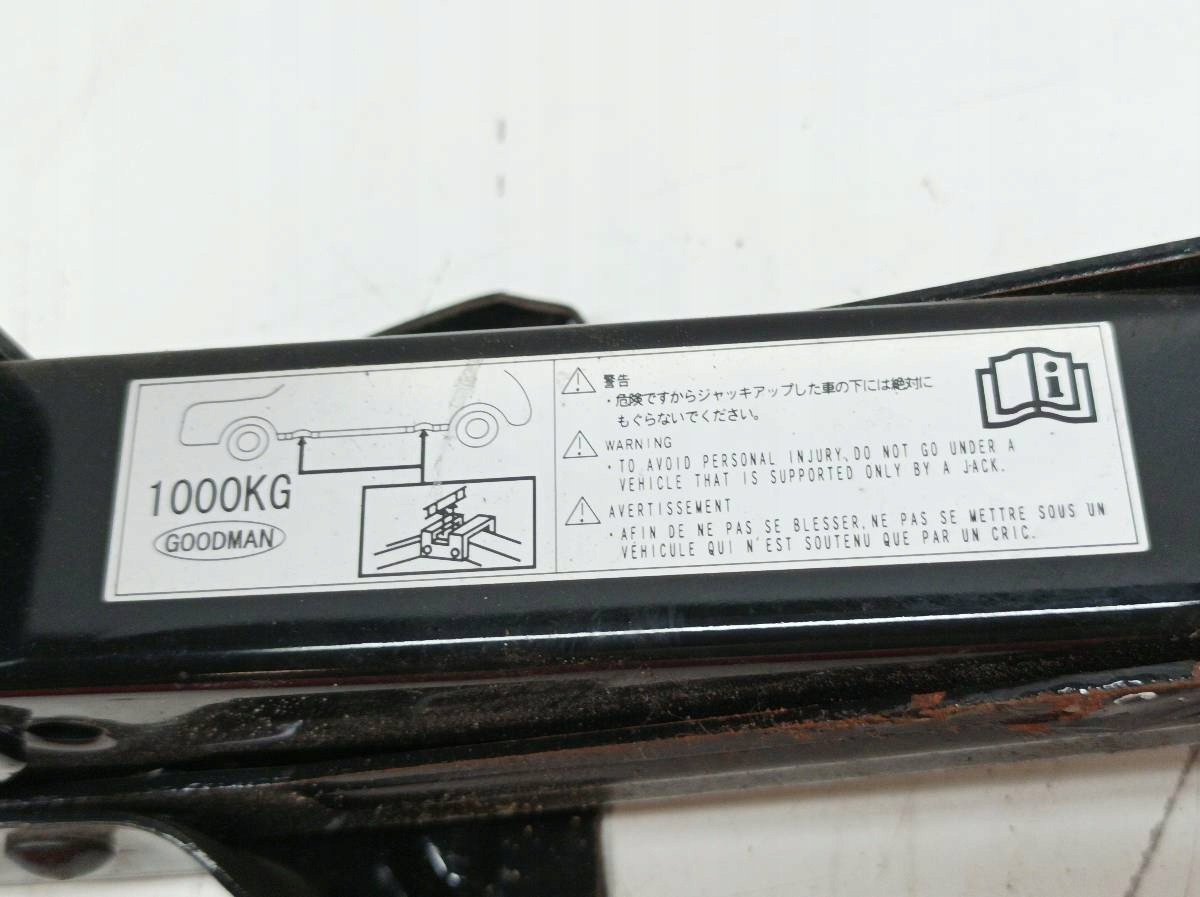 1000KG
GOODMAN
警告
・危険ですからジャッキアップした車の下には絶対に
もぐらないでください。
WARNING
・TO AVOID PERSONAL INJURY, DO NOT GO UNDER A
VEHICLE THAT IS SUPPORTED ONLY BY A JACK.
AVERTISSEMENT
・AFIN DE NE PAS SE BLESSER, NE PAS SE METTRE SOUS UN
VÉHICULE QUI N'EST SOUTENU QUE PAR UN CRIC.